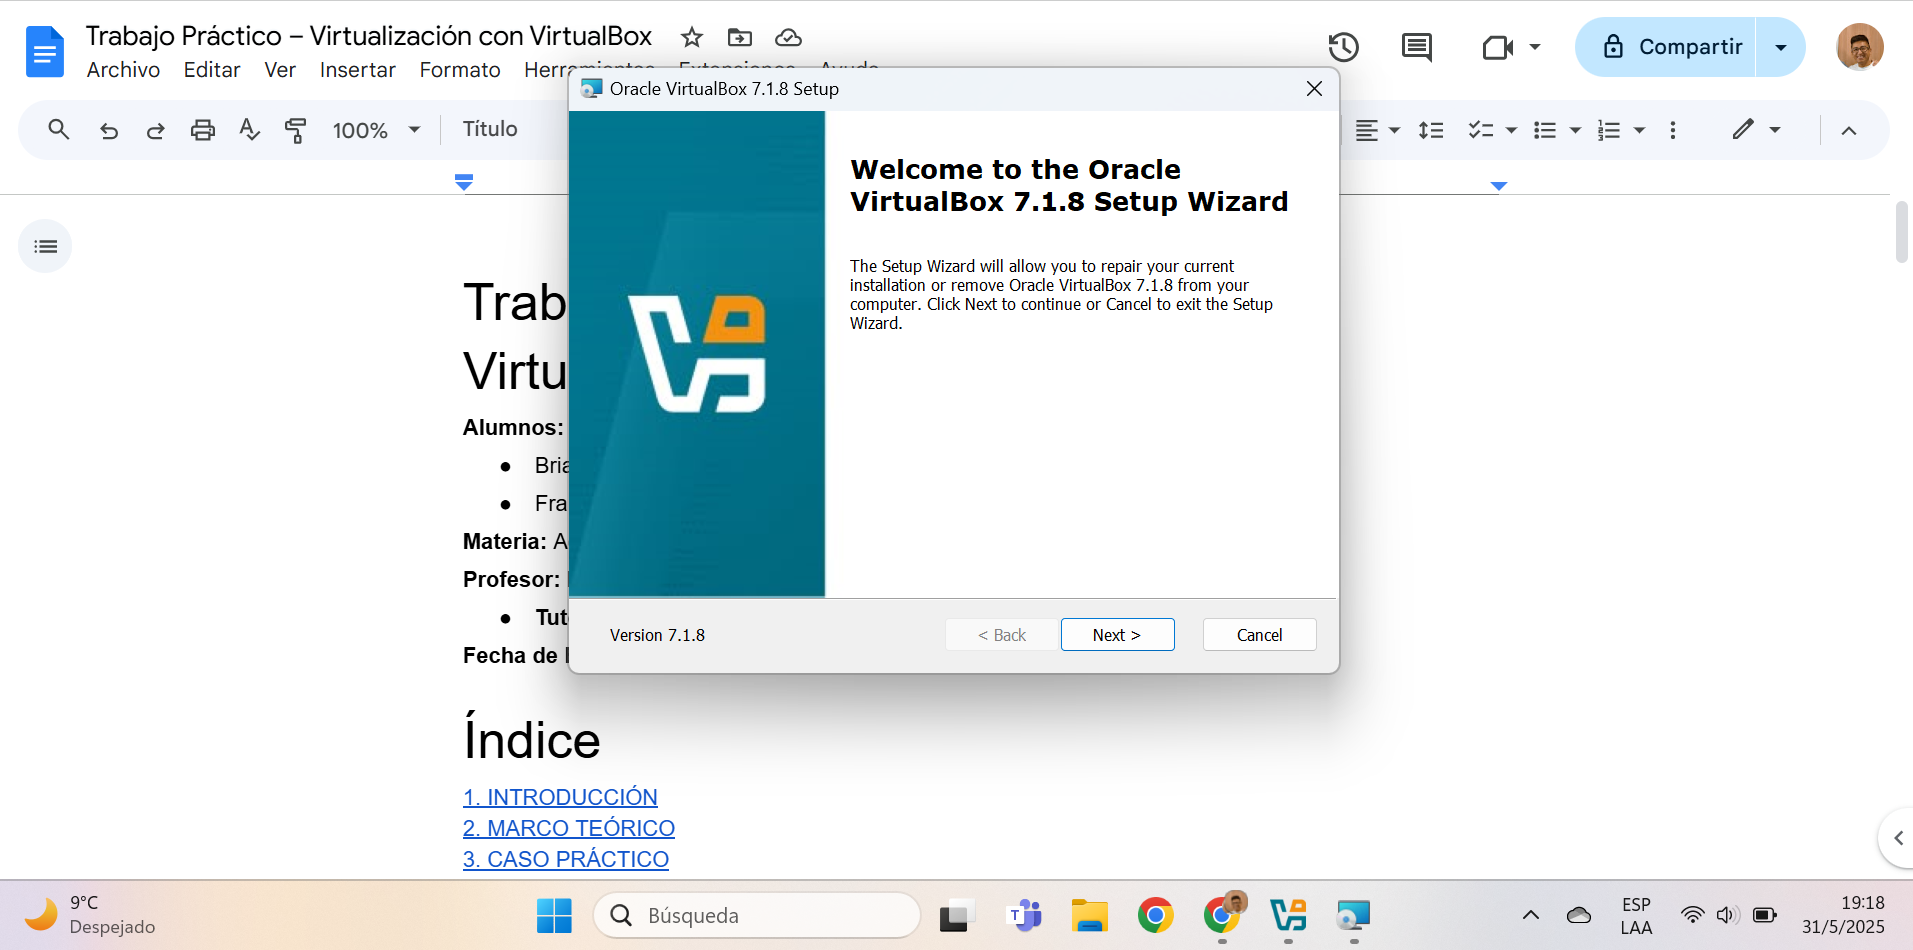 Trabajo Práctico – Virtualización con VirtualBox
Archivo Editar Ver Insertar Formato
Compartir
Oracle VirtualBox 7.1.8 Setup
100%
Título
Welcome to the Oracle
VirtualBox 7.1.8 Setup Wizard
The Setup Wizard will allow you to repair your current
installation or remove Oracle VirtualBox 7.1.8 from your
computer. Click Next to continue or Cancel to exit the Setup
Wizard.
Version 7.1.8
< Back
Next >
Cancel
Trab
Virtu
Alumnos:
Bria
Fra
Materia: A
Profesor:
Tut
Fecha de
Índice
1. INTRODUCCIÓN
2. MARCO TEÓRICO
3. CASO PRÁCTICO
9°C
Despejado
Búsqueda
ESP
LAA
19:18
31/5/2025